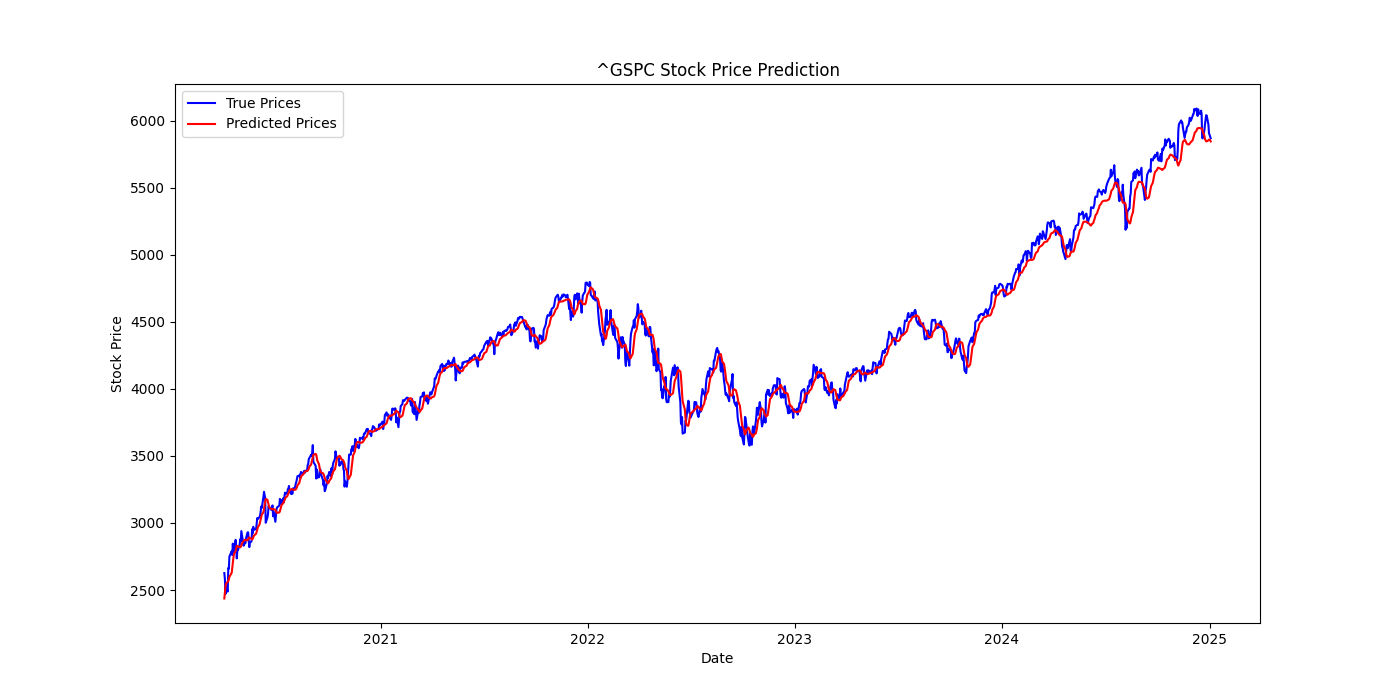 ^GSPC Stock Price Prediction
True Prices
Predicted Prices
6000
5500
5000
4500
4000
3500
3000
2500
Stock Price
2021 2022 2023 2024 2025
Date